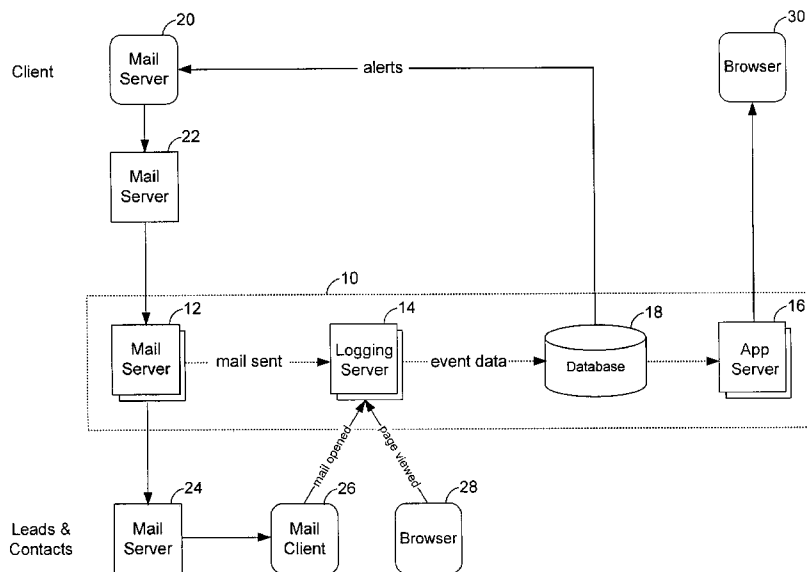 20
30
Client
Mail
Server
alerts
Browser
22
Mail
Server
10
12
14
18
16
Mail
Server
mail sent
Logging
Server
event data
Database
App
Server
mail opened
page viewed
24
26
28
Leads &
Contacts
Mail
Server
Mail
Client
Browser